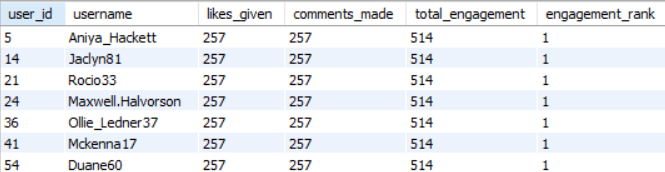 user_id username likes_given comments_made total_engagement engagement_rank
5 Aniya_Hackett 257 257 514 1
14 Jaclyn81 257 257 514 1
21 Rocio33 257 257 514 1
24 Maxwell.Halvorson 257 257 514 1
36 Ollie_Ledner37 257 257 514 1
41 Mckenna17 257 257 514 1
54 Duane60 257 257 514 1